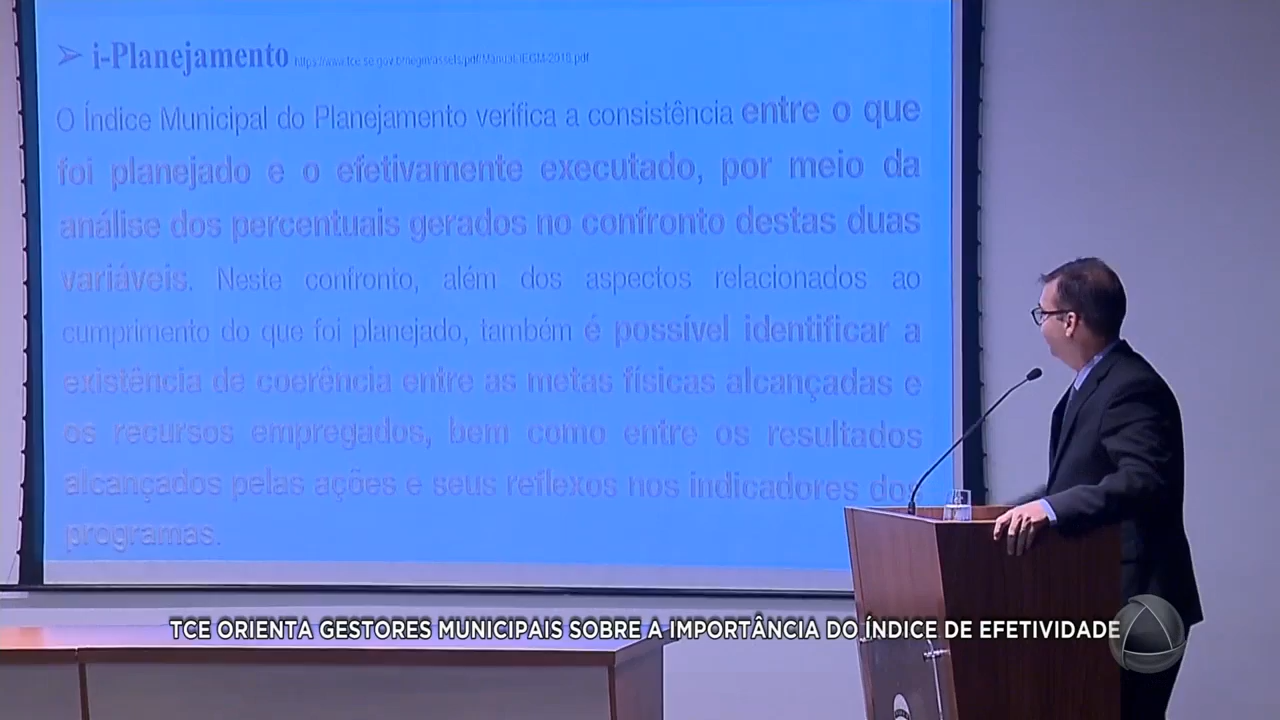 ➢ i-Planejamento
O Índice Municipal do Planejamento verifica a consistência entre o que
foi planejado e o efetivamente executado, por meio da
análise dos percentuais gerados no confronto destas duas
variáveis. Neste confronto, além dos aspectos relacionados ao
cumprimento do que foi planejado, também é possível identificar a
existência de coerência entre as metas físicas alcançadas e
os recursos empregados, bem como entre os resultados
alcançados pelas ações e seus reflexos nos indicadores dos
programas.
TCE ORIENTA GESTORES MUNICIPAIS SOBRE A IMPORTÂNCIA DO ÍNDICE DE EFETIVIDADE